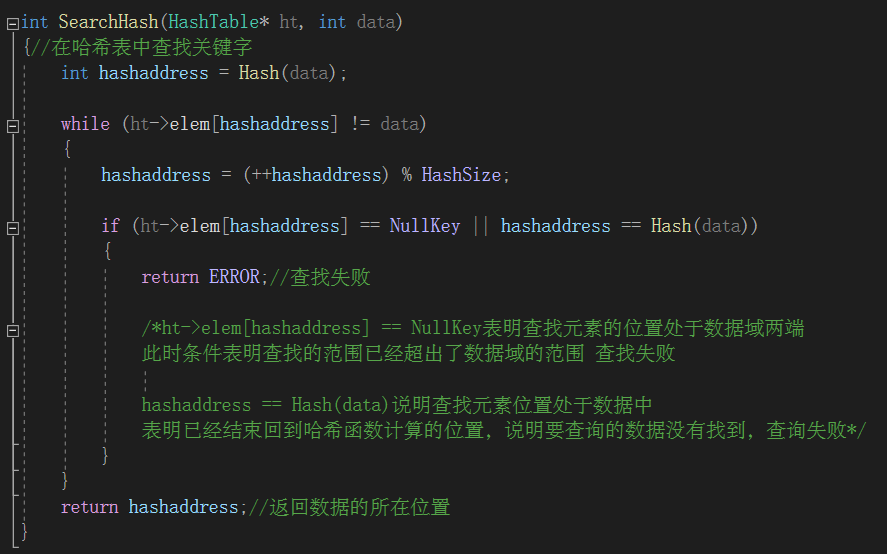 int SearchHash(HashTable* ht, int data)
{//在哈希表中查找关键字
int hashaddress = Hash(data);
while (ht->elem[hashaddress] != data)
{
hashaddress = (++hashaddress) % HashSize;
if (ht->elem[hashaddress] == NullKey || hashaddress == Hash(data))
{
return ERROR;//查找失败
/*ht->elem[hashaddress] == NullKey表明查找元素的位置处于数据域两端
此时条件表明查找的范围已经超出了数据域的范围 查找失败
hashaddress == Hash(data)说明查找元素位置处于数据中
表明已经结束回到哈希函数计算的位置，说明要查询的数据没有找到，查询失败*/
}
}
return hashaddress;//返回数据的所在位置
}